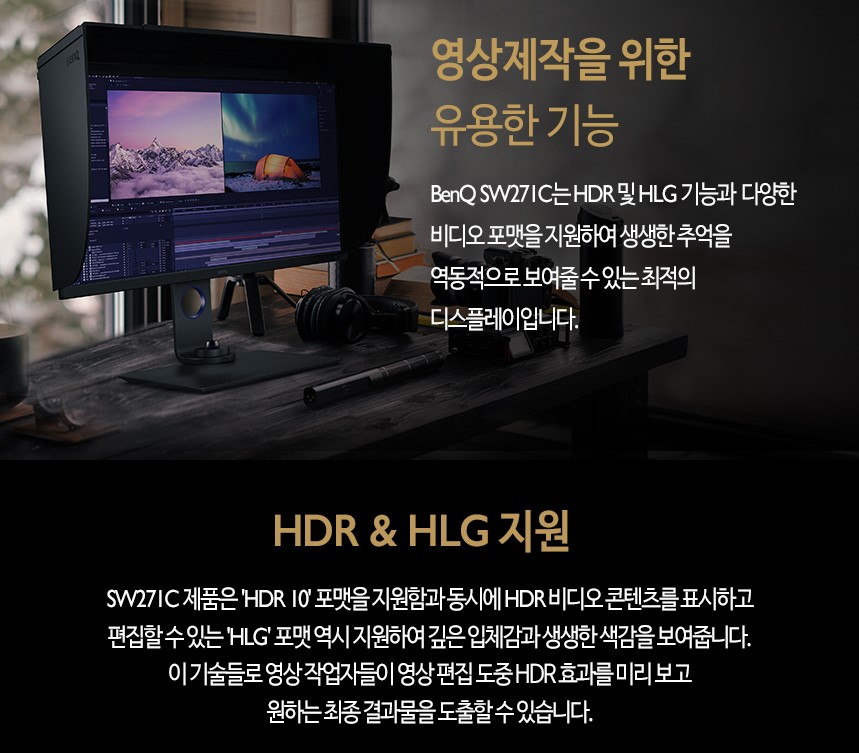 영상제작을 위한
유용한 기능
BenQ SW271C는 HDR 및 HLG 기능과 다양한
비디오 포맷을 지원하여 생생한 추억을
역동적으로 보여줄 수 있는 최적의
디스플레이입니다.
HDR & HLG 지원
SW271C 제품은 'HDR 10' 포맷을 지원함과 동시에 HDR 비디오 콘텐츠를 표시하고
편집할 수 있는 'HLG' 포맷 역시 지원하여 깊은 입체감과 생생한 색감을 보여줍니다.
이 기술들로 영상 작업자들이 영상 편집 도중 HDR 효과를 미리 보고
원하는 최종 결과물을 도출할 수 있습니다.